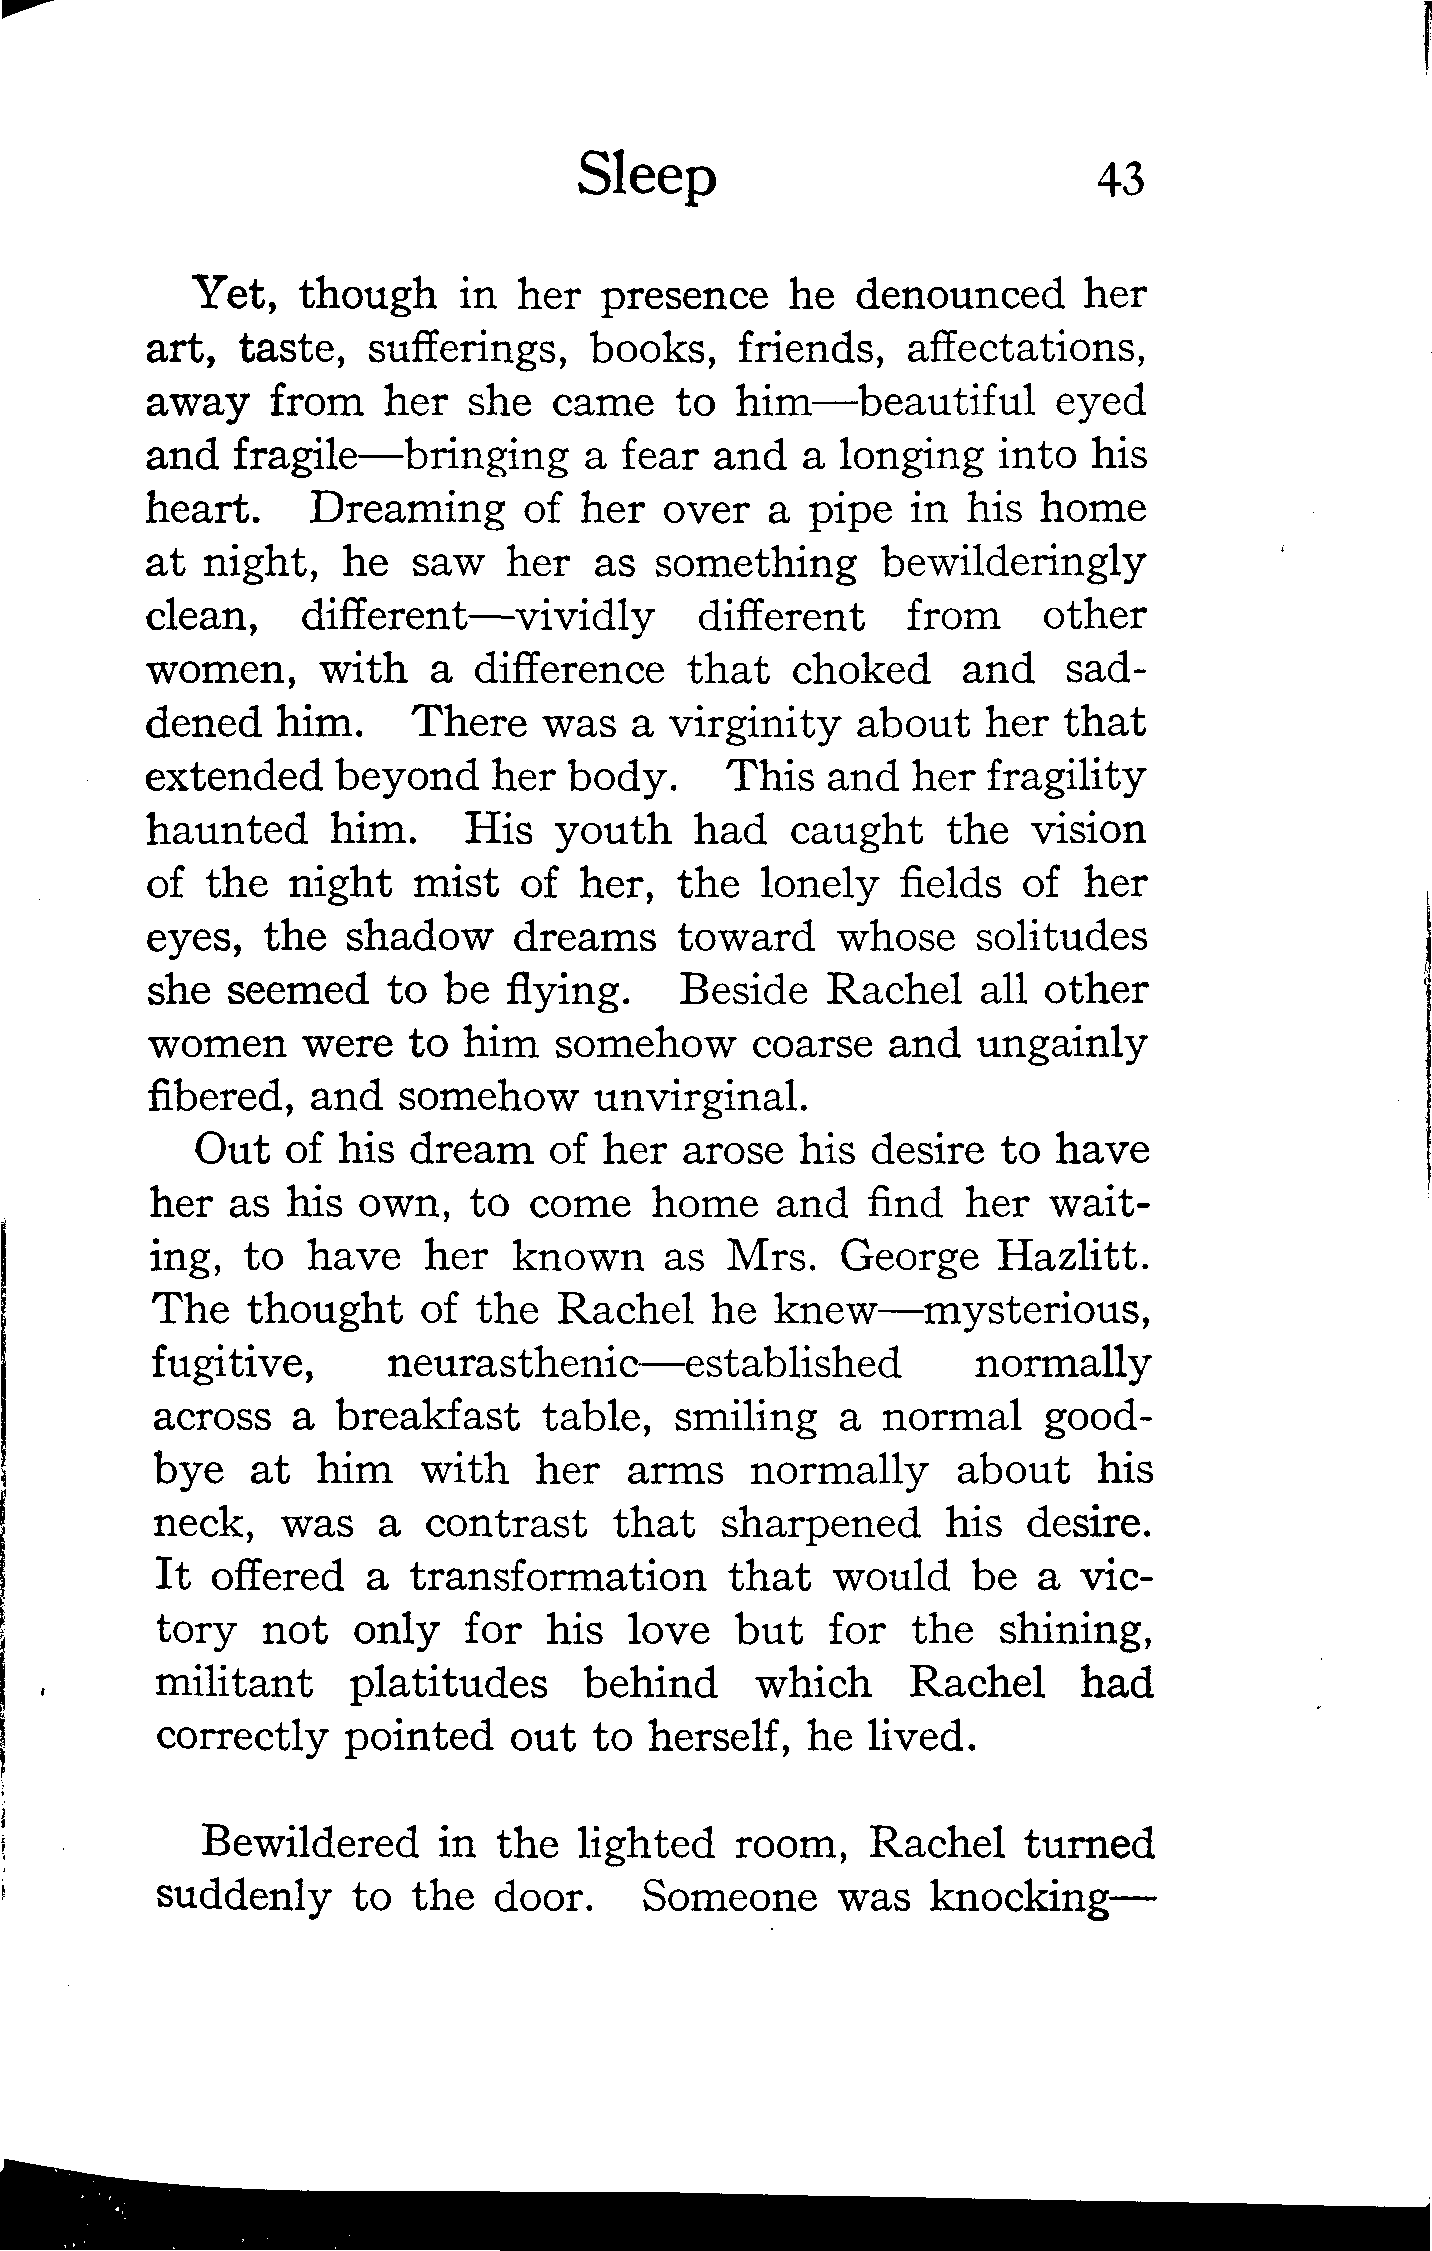 Sleep 43
Yet, though in her presence he denounced her
art, taste, sufferings, books, friends, affectations,
away from her she came to him—beautiful eyed
and fragile—bringing a fear and a longing into his
heart. Dreaming of her over a pipe in his home
at night, he saw her as something bewilderingly
clean, different—vividly different from other
women, with a difference that choked and sad-
dened him. There was a virginity about her that
extended beyond her body. This and her fragility
haunted him. His youth had caught the vision
of the night mist of her, the lonely fields of her
eyes, the shadow dreams toward whose solitudes
she seemed to be flying. Beside Rachel all other
women were to him somehow coarse and ungainly
fibered, and somehow unvirginal.
Out of his dream of her arose his desire to have
her as his own, to come home and find her wait-
ing, to have her known as Mrs. George Hazlitt.
The thought of the Rachel he knew—mysterious,
fugitive, neurasthenic—established normally
across a breakfast table, smiling a normal good-
bye at him with her arms normally about his
neck, was a contrast that sharpened his desire.
It offered a transformation that would be a vic-
tory not only for his love but for the shining,
militant platitudes behind which Rachel had
correctly pointed out to herself, he lived.
Bewildered in the lighted room, Rachel turned
suddenly to the door. Someone was knocking—